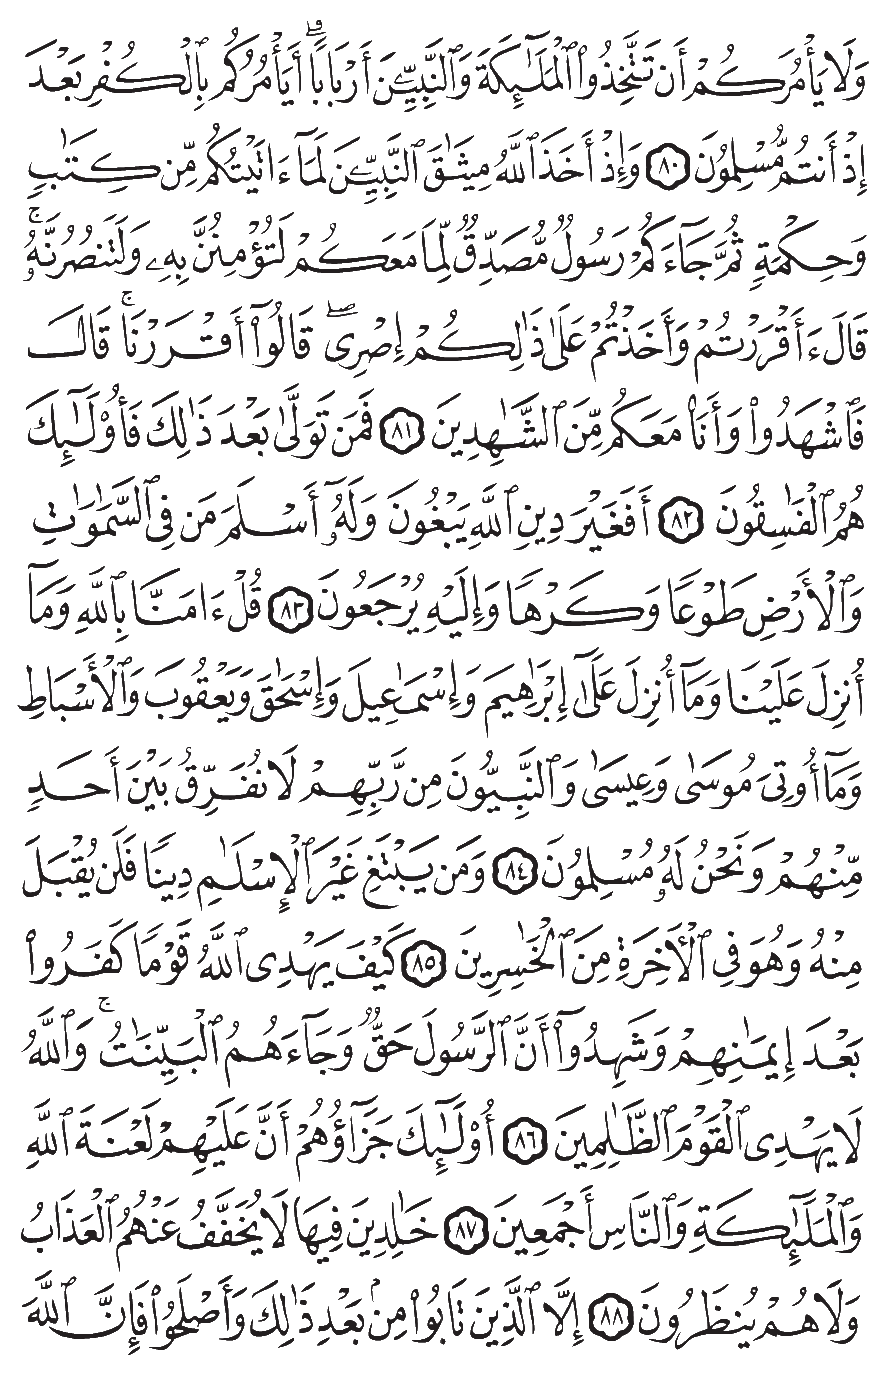 وَلَا يَأْمُرَكُمْ أَن تَتَّخِذُوا۟ ٱلْمَلَـٰٓئِكَةَ وَٱلنَّبِيِّـۧنَ أَرْبَابًا ۗ أَيَأْمُرُكُم بِٱلْكُفْرِ بَعْدَ
إِذْ أَنتُم مُّسْلِمُونَ ٨٠ وَإِذْ أَخَذَ ٱللَّهُ مِيثَـٰقَ ٱلنَّبِيِّـۧنَ لَمَآ ءَاتَيْتُكُم مِّن كِتَـٰبٍ
وَحِكْمَةٍ ثُمَّ جَآءَكُمْ رَسُولٌ مُّصَدِّقٌ لِّمَا مَعَكُمْ لَتُؤْمِنُنَّ بِهِۦ وَلَتَنصُرُنَّهُۥ ۚ
قَالَ ءَأَقْرَرْتُمْ وَأَخَذْتُمْ عَلَىٰ ذَٰلِكُمْ إِصْرِى ۖ قَالُوٓا۟ أَقْرَرْنَا ۚ قَالَ
فَٱشْهَدُوا۟ وَأَنَا۠ مَعَكُم مِّنَ ٱلشَّـٰهِدِينَ ٨١ فَمَن تَوَلَّىٰ بَعْدَ ذَٰلِكَ فَأُو۟لَـٰٓئِكَ
هُمُ ٱلْفَـٰسِقُونَ ٨٢ أَفَغَيْرَ دِينِ ٱللَّهِ يَبْغُونَ وَلَهُۥٓ أَسْلَمَ مَن فِى ٱلسَّمَـٰوَٰتِ
وَٱلْأَرْضِ طَوْعًا وَكَرْهًا وَإِلَيْهِ يُرْجَعُونَ ٨٣ قُلْ ءَامَنَّا بِٱللَّهِ وَمَآ
أُنزِلَ عَلَيْنَا وَمَآ أُنزِلَ عَلَىٰٓ إِبْرَٰهِيمَ وَإِسْمَـٰعِيلَ وَإِسْحَـٰقَ وَيَعْقُوبَ وَٱلْأَسْبَاطِ
وَمَآ أُوتِىَ مُوسَىٰ وَعِيسَىٰ وَٱلنَّبِيُّونَ مِن رَّبِّهِمْ لَا نُفَرِّقُ بَيْنَ أَحَدٍ
مِّنْهُمْ وَنَحْنُ لَهُۥ مُسْلِمُونَ ٨٤ وَمَن يَبْتَغِ غَيْرَ ٱلْإِسْلَـٰمِ دِينًا فَلَن يُقْبَلَ
مِنْهُ وَهُوَ فِى ٱلْـَٔاخِرَةِ مِنَ ٱلْخَـٰسِرِينَ ٨٥ كَيْفَ يَهْدِى ٱللَّهُ قَوْمًا كَفَرُوا۟
بَعْدَ إِيمَـٰنِهِمْ وَشَهِدُوٓا۟ أَنَّ ٱلرَّسُولَ حَقٌّ وَجَآءَهُمُ ٱلْبَيِّنَـٰتُ ۚ وَٱللَّهُ
لَا يَهْدِى ٱلْقَوْمَ ٱلظَّـٰلِمِينَ ٨٦ أُو۟لَـٰٓئِكَ جَزَآؤُهُمْ أَنَّ عَلَيْهِمْ لَعْنَةَ ٱللَّهِ
وَٱلْمَلَـٰٓئِكَةِ وَٱلنَّاسِ أَجْمَعِينَ ٨٧ خَـٰلِدِينَ فِيهَا لَا يُخَفَّفُ عَنْهُمُ ٱلْعَذَابُ
وَلَا هُمْ يُنظَرُونَ ٨٨ إِلَّا ٱلَّذِينَ تَابُوا۟ مِنۢ بَعْدِ ذَٰلِكَ وَأَصْلَحُوا۟ فَإِنَّ ٱللَّهَ